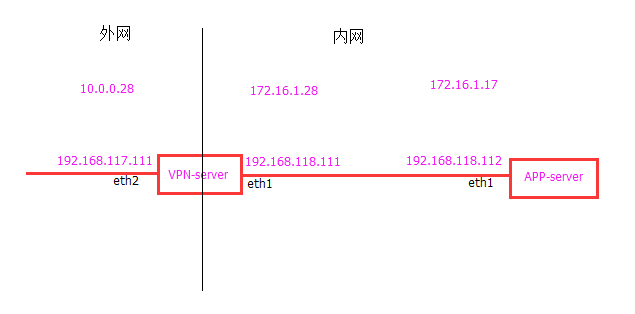 外网
内网
10.0.0.28
172.16.1.28
172.16.1.17
192.168.117.111
VPN-server
192.168.118.111
192.168.118.112
APP-server
eth2
eth1
eth1